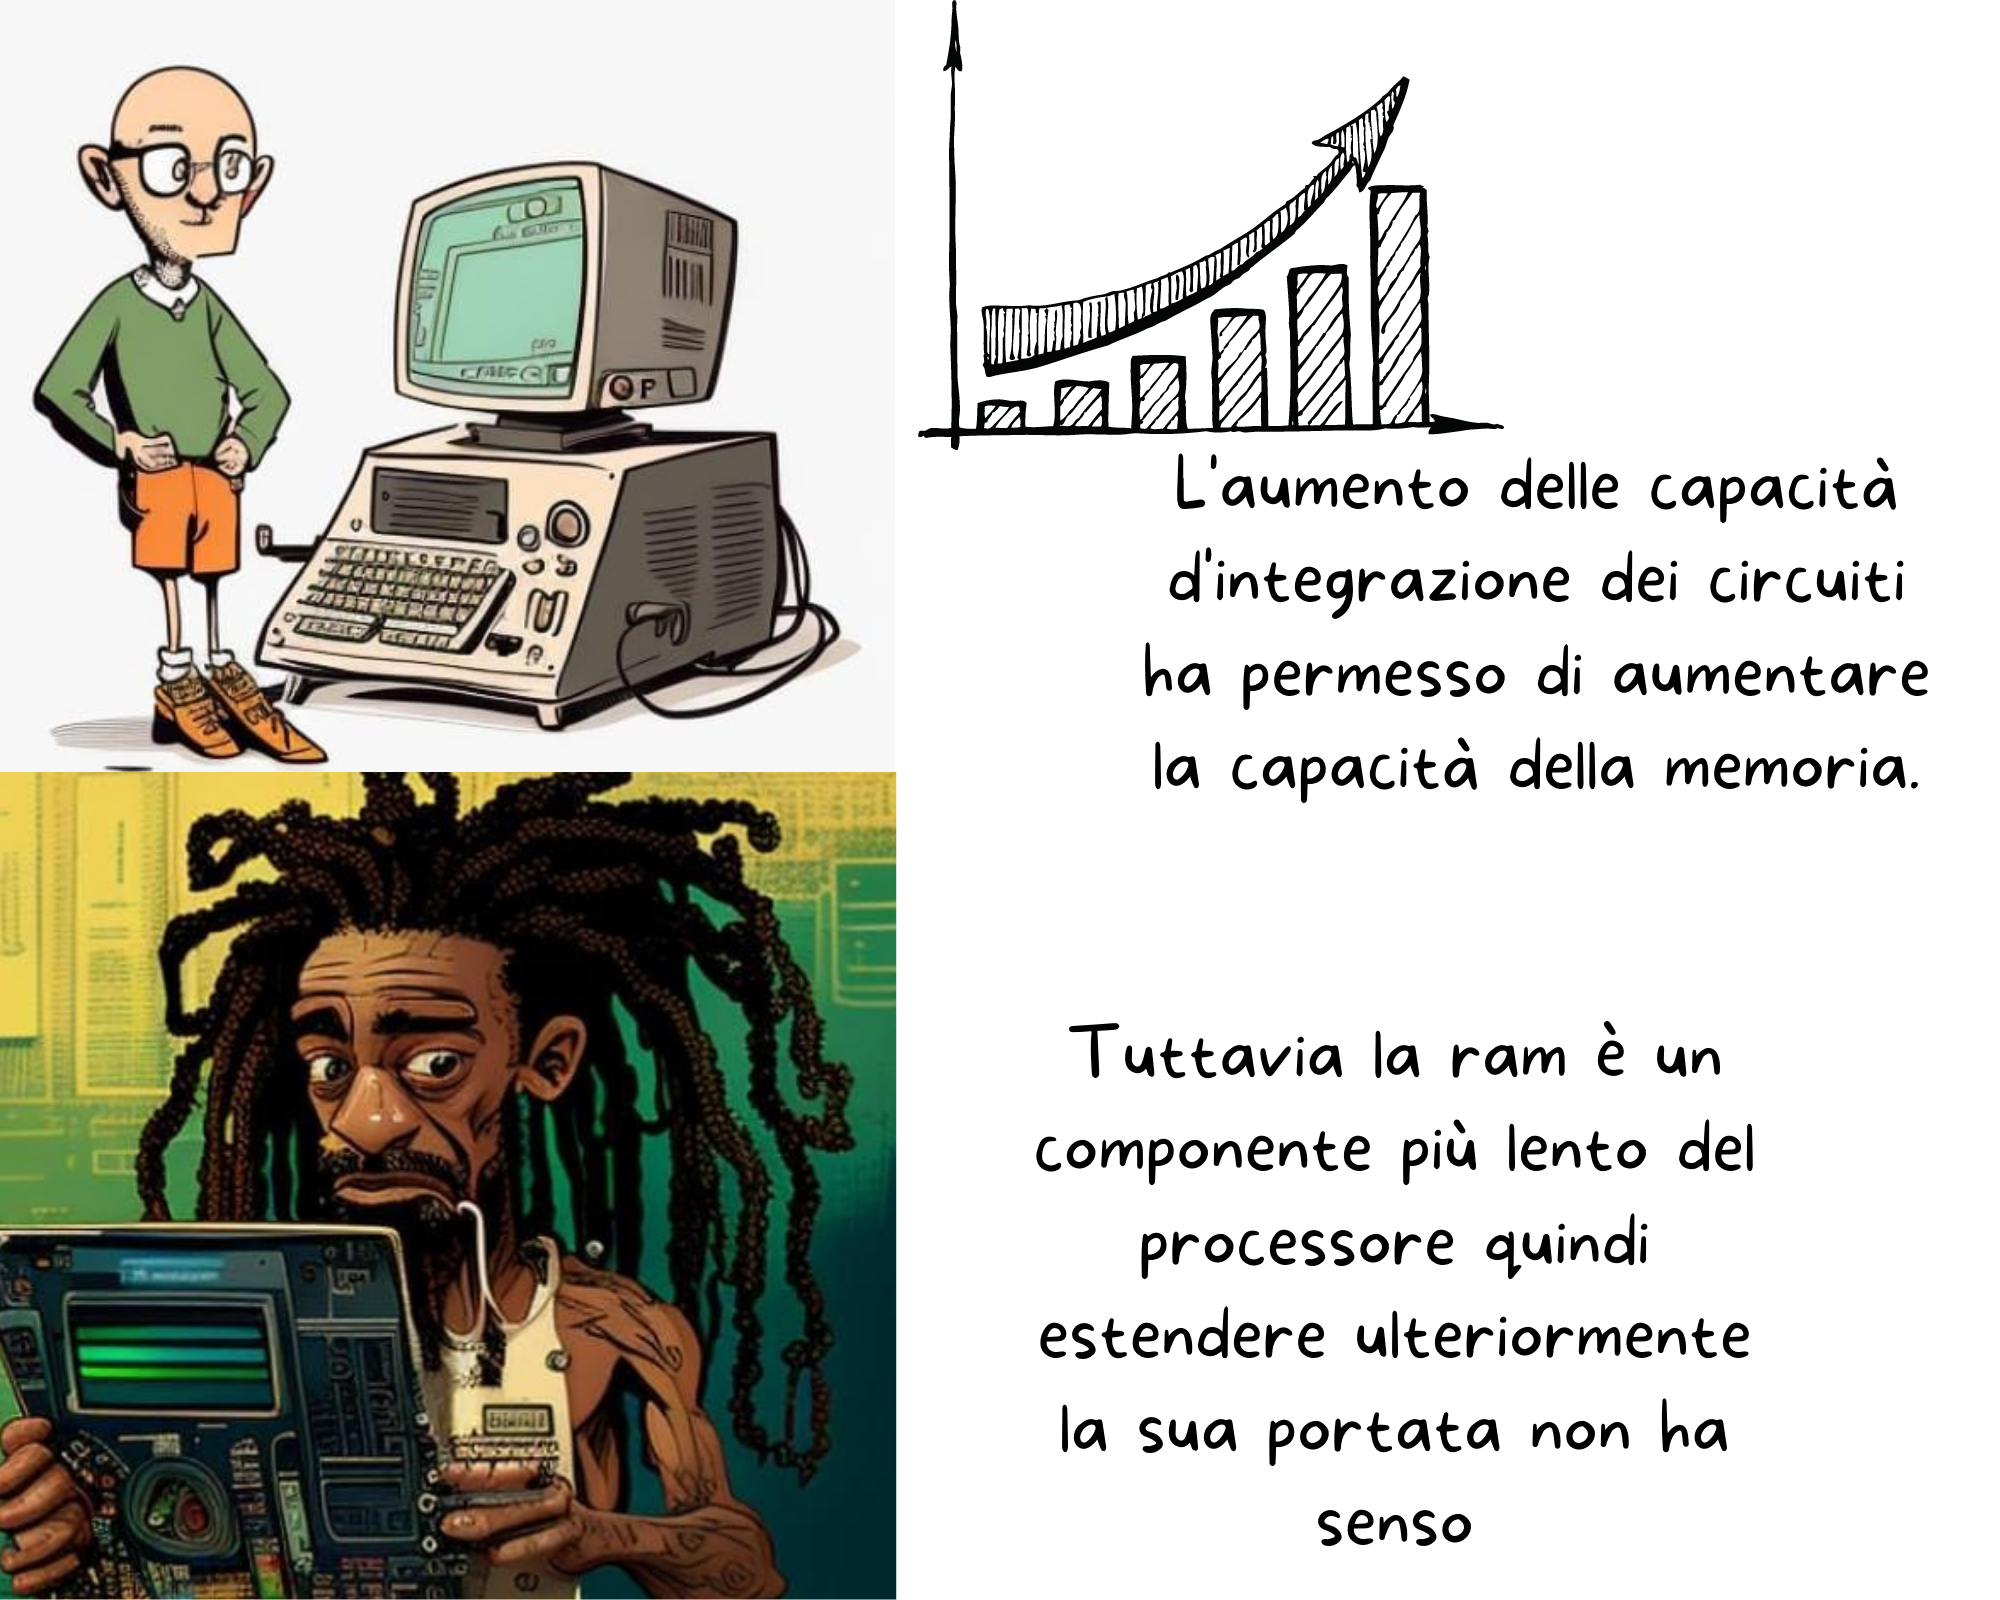 L'aumento delle capacità
d'integrazione dei circuiti
ha permesso di aumentare
la capacità della memoria.
Tuttavia la ram è un
componente più lento del
processore quindi
estendere ulteriormente
la sua portata non ha
senso
P